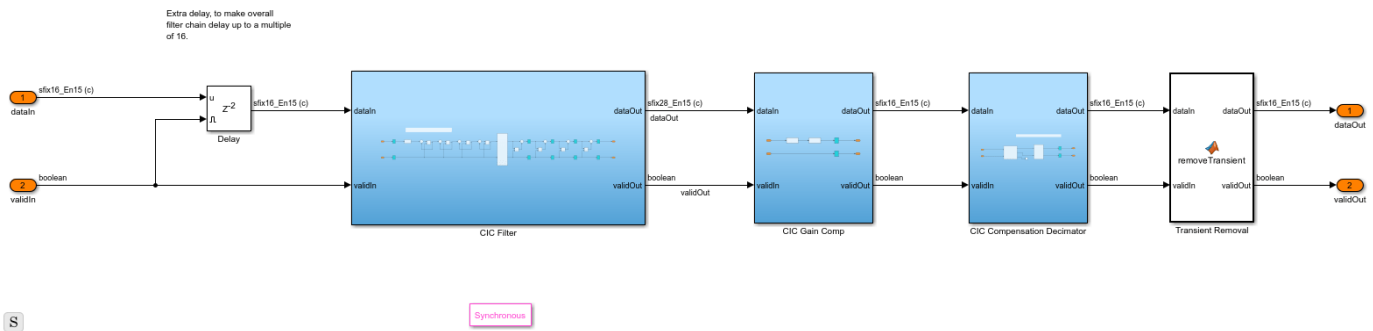 Extra delay, to make overall
filter chain delay up to a multiple
of 16.
1
sfix16_En15 (c)
dataIn
u
z-2
Delay
sfix16_En15 (c)
2
boolean
validIn
dataIn
dataOut
validIn
validOut
CIC Filter
sfix28_En15 (c)
dataOut
boolean
validOut
dataIn
dataOut
validIn
validOut
CIC Gain Comp
sfix16_En15 (c)
boolean
dataIn
dataOut
validIn
validOut
CIC Compensation Decimator
sfix16_En15 (c)
boolean
dataIn
dataOut
removeTransient
validIn
validOut
Transient Removal
sfix16_En15 (c)
boolean
1
dataOut
2
validOut
Synchronous
S